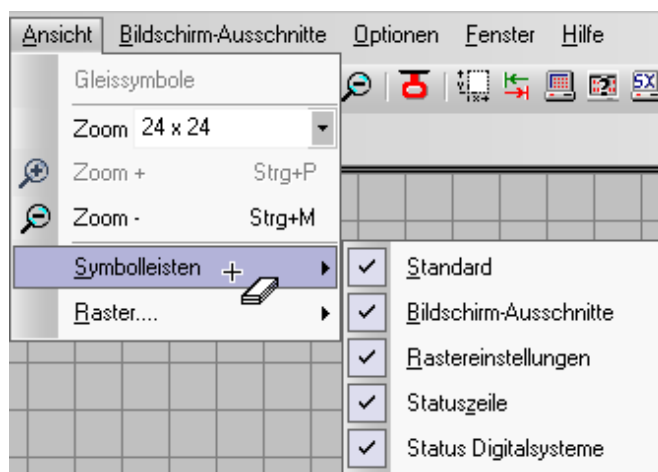 Ansicht Bildschirm-Ausschnitte Optionen Fenster Hilfe
Gleissymbole
Zoom 24 x 24
Zoom + Strg+P
Zoom - Strg+M
Symbolleisten
Raster....
Standard
Bildschirm-Ausschnitte
Rastereinstellungen
Statuszeile
Status Digitalsysteme
SX